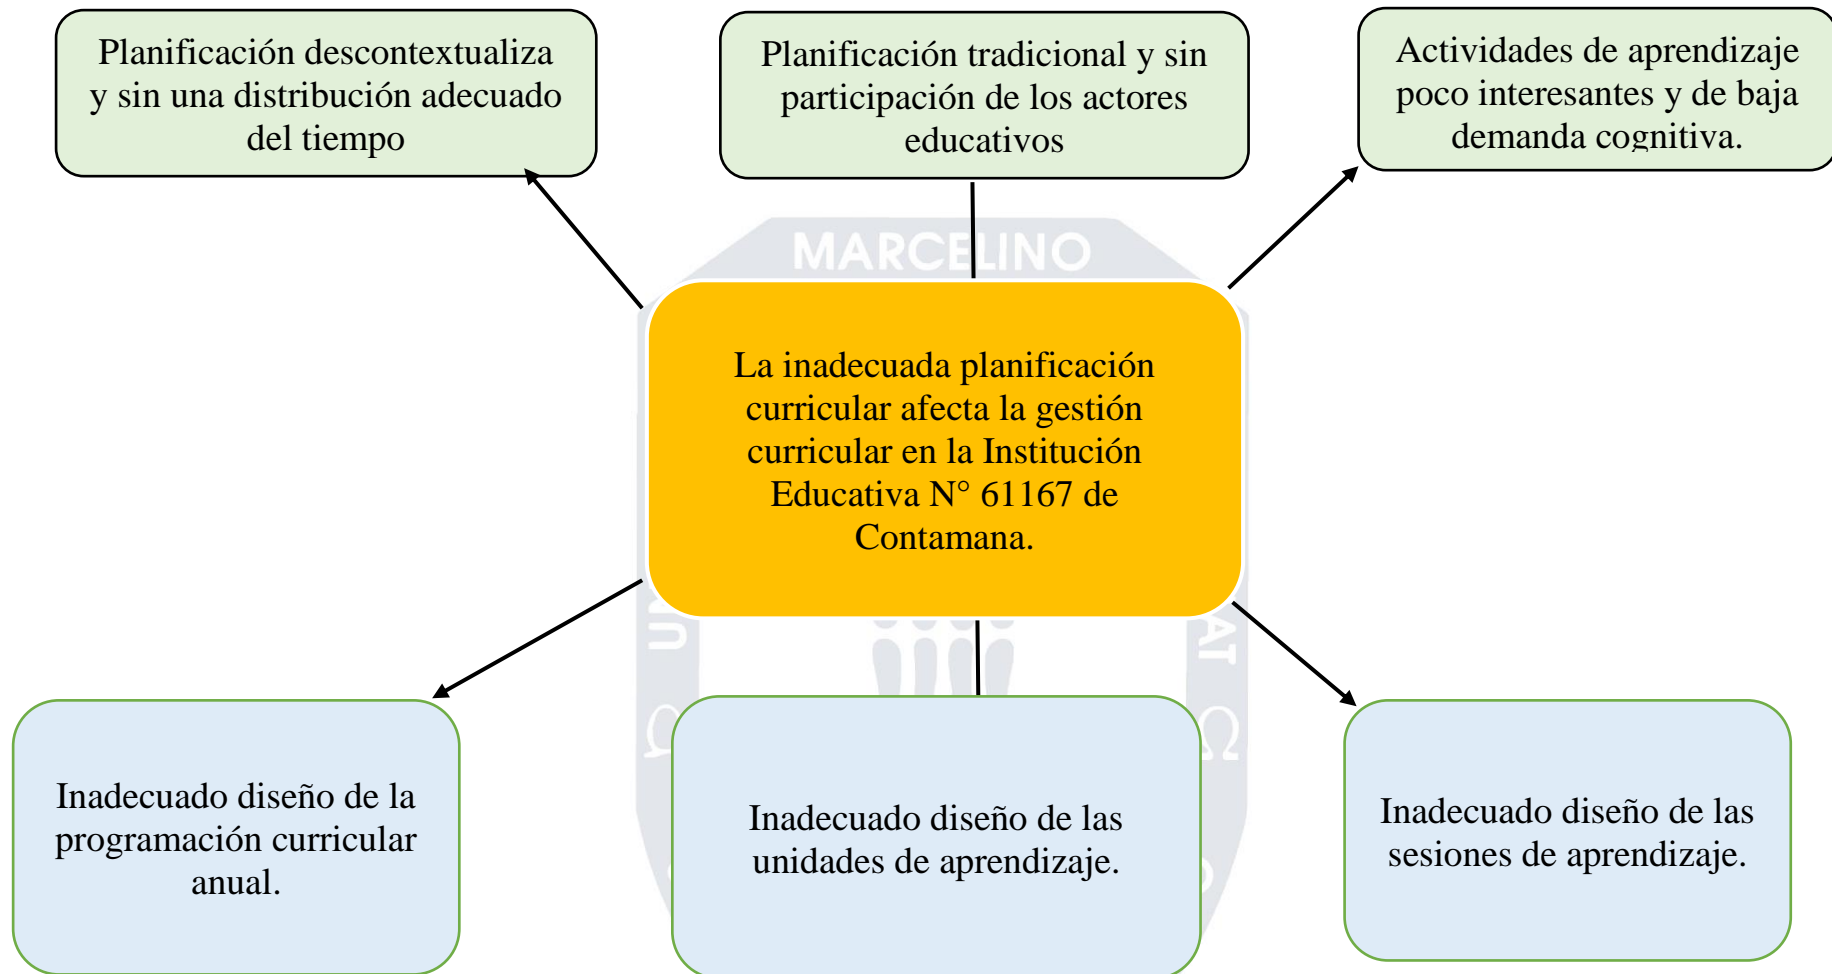 Planificación descontextualiza
y sin una distribución adecuado
del tiempo
Planificación tradicional y sin
participación de los actores
educativos
Actividades de aprendizaje
poco interesantes y de baja
demanda cognitiva.
MARCELINO
La inadecuada planificación
curricular afecta la gestión
curricular en la Institución
Educativa N° 61167 de
Contamana.
Inadecuado diseño de la
programación curricular
anual.
Inadecuado diseño de las
unidades de aprendizaje.
Inadecuado diseño de las
sesiones de aprendizaje.